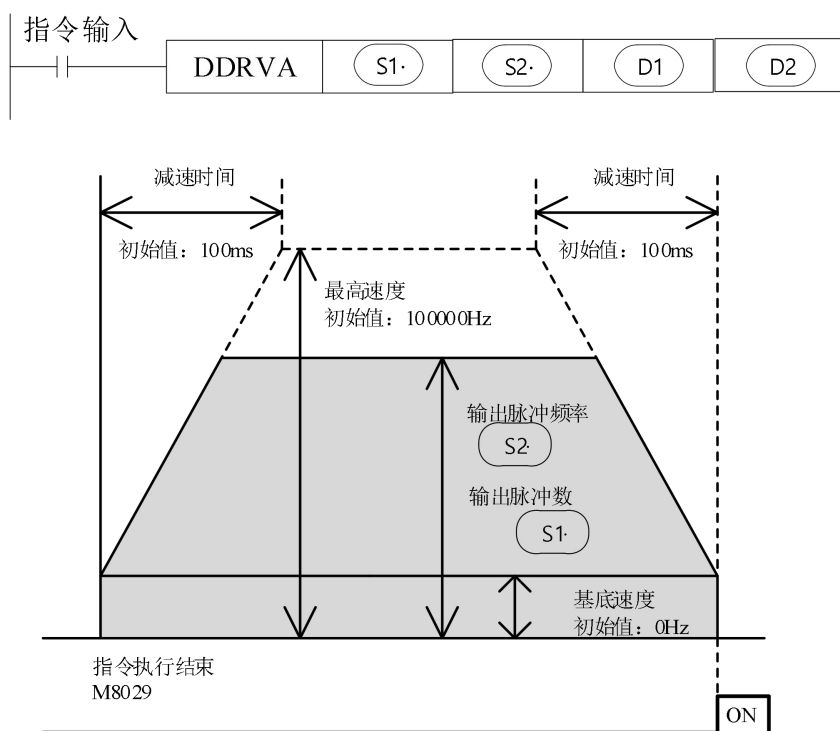 指令输入
DDRVA S1· S2· D1 D2
减速时间 减速时间
初始值：100ms 初始值：100ms
最高速度
初始值：100000Hz
输出脉冲频率
S2·
输出脉冲数
S1·
基底速度
初始值：0Hz
指令执行结束
M8029
ON